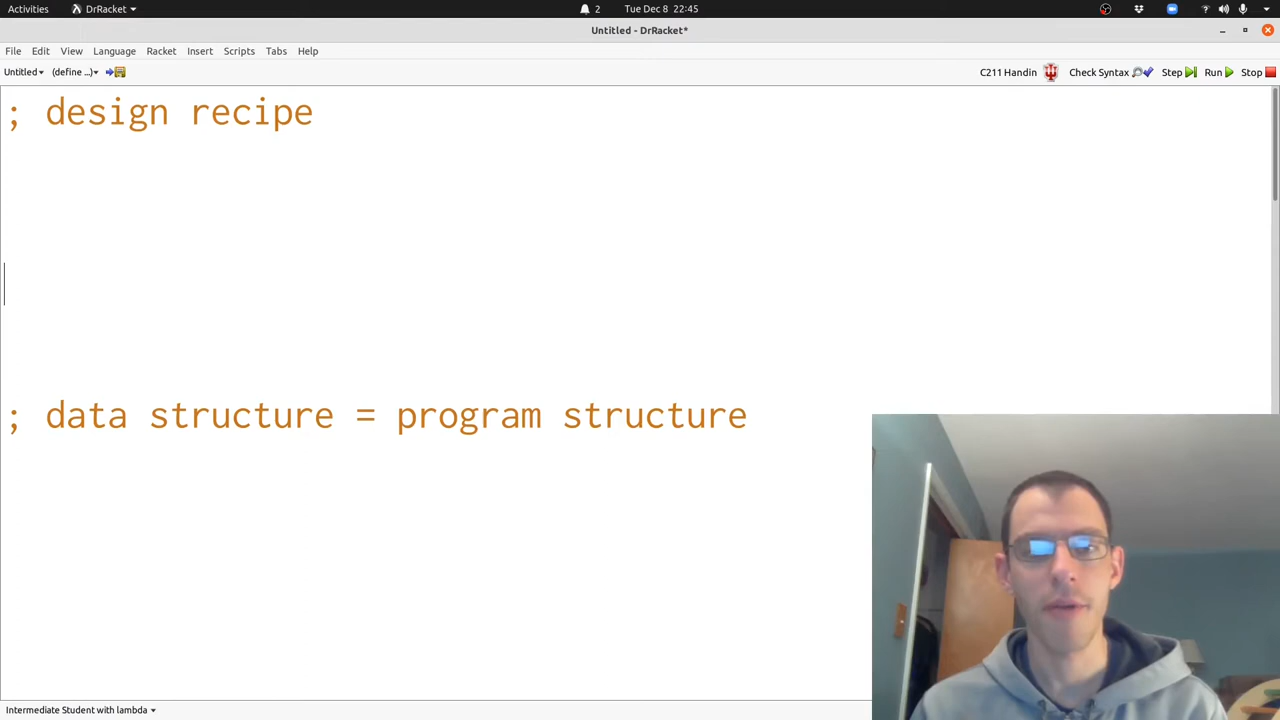 Activities
DrRacket
2
Tue Dec 8 22:45
Untitled - DrRacket*
File Edit View Language Racket Insert Scripts Tabs Help
Untitled (define ...) C211 Handin Check Syntax Step Run Stop
; design recipe
; data structure = program structure
Intermediate Student with lambda